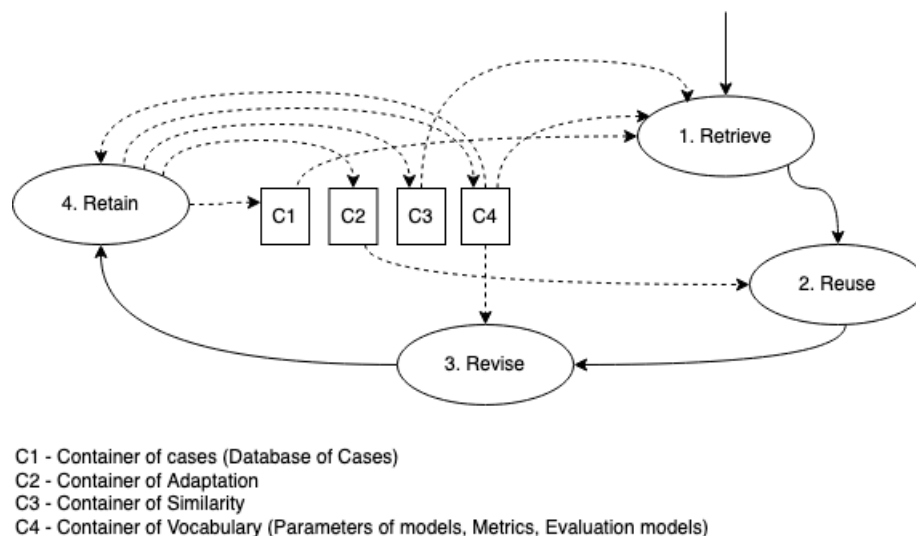 1. Retrieve
4. Retain
C1
C2
C3
C4
2. Reuse
3. Revise
C1 - Container of cases (Database of Cases)
C2 - Container of Adaptation
C3 - Container of Similarity
C4 - Container of Vocabulary (Parameters of models, Metrics, Evaluation models)